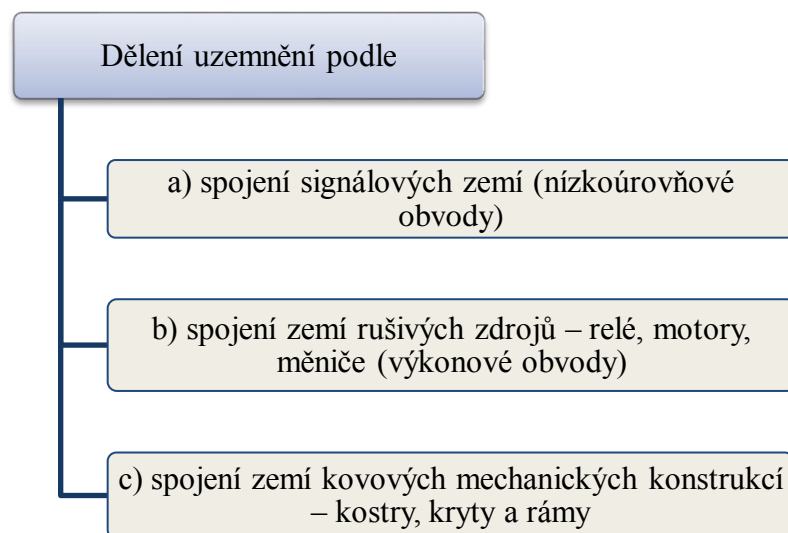 Dělení uzemnění podle
a) spojení signálových zemí (nízkoúrovňové
obvody)
b) spojení zemí rušivých zdrojů – relé, motory,
měniče (výkonové obvody)
c) spojení zemí kovových mechanických konstrukcí
– kostry, kryty a rámy